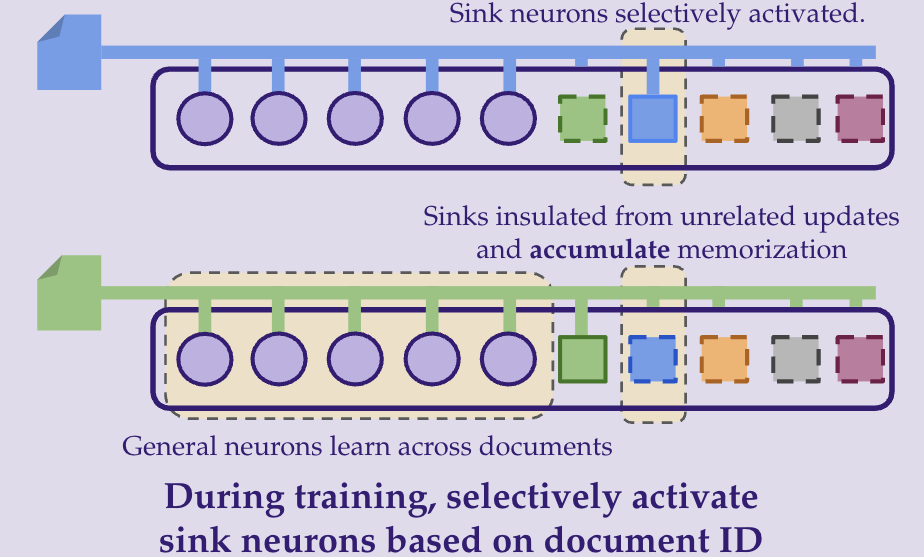 Sink neurons selectively activated.
Sinks insulated from unrelated updates
and accumulate memorization
General neurons learn across documents
During training, selectively activate
sink neurons based on document ID